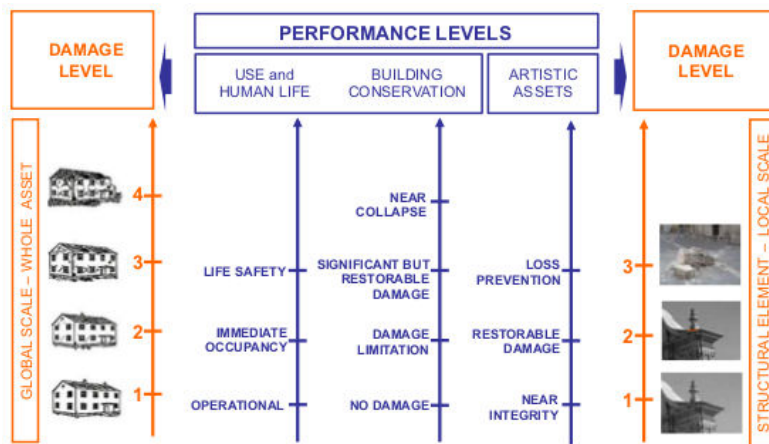 DAMAGE
LEVEL
PERFORMANCE LEVELS
DAMAGE
LEVEL
USE and
HUMAN LIFE
BUILDING
CONSERVATION
ARTISTIC
ASSETS
GLOBAL SCALE – WHOLE ASSET
4
3
2
1
LIFE SAFETY
IMMEDIATE
OCCUPANCY
OPERATIONAL
NEAR
COLLAPSE
SIGNIFICANT BUT
RESTORABLE
DAMAGE
DAMAGE
LIMITATION
NO DAMAGE
LOSS
PREVENTION
RESTORABLE
DAMAGE
NEAR
INTEGRITY
3
2
1
STRUCTURAL ELEMENT – LOCAL SCALE